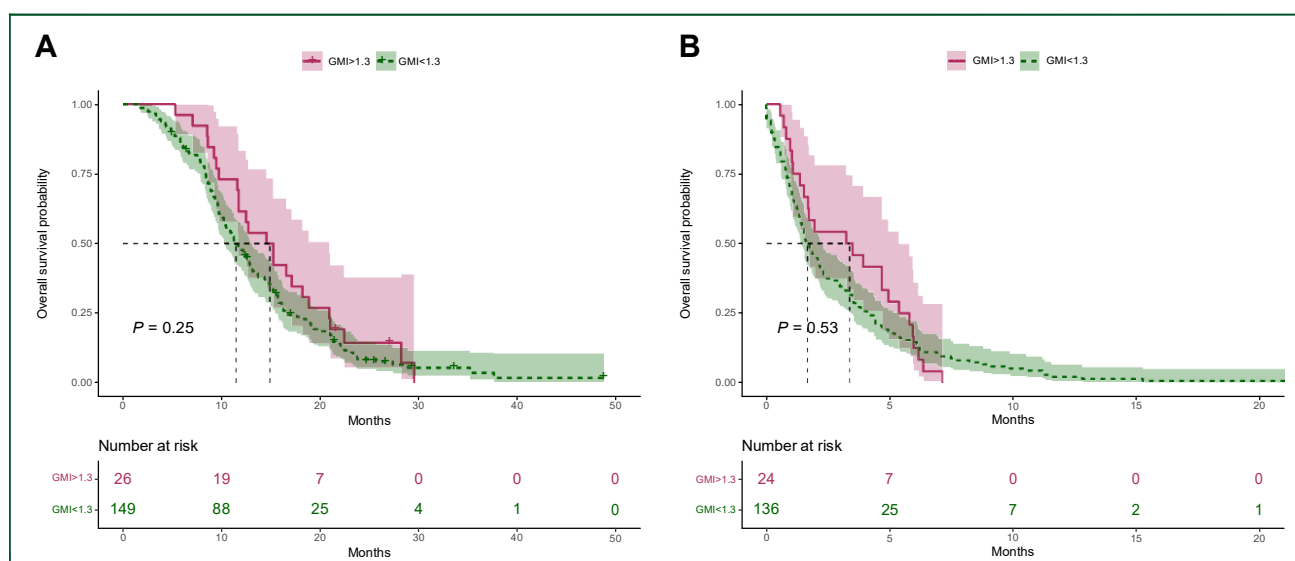 A
GMI>1.3 GMI<1.3
Overall survival probability
1.00
0.75
0.50
0.25
0.00
P = 0.25
0 10 20 30 40 50
Months
Number at risk
GMI>1.3 26 19 7 0 0 0
GMI<1.3 149 88 25 4 1 0
0 10 20 30 40 50
Months
B
GMI>1.3 GMI<1.3
Overall survival probability
1.00
0.75
0.50
0.25
0.00
P = 0.53
0 5 10 15 20
Months
Number at risk
GMI>1.3 24 7 0 0 0
GMI<1.3 136 25 7 2 1
0 5 10 15 20
Months